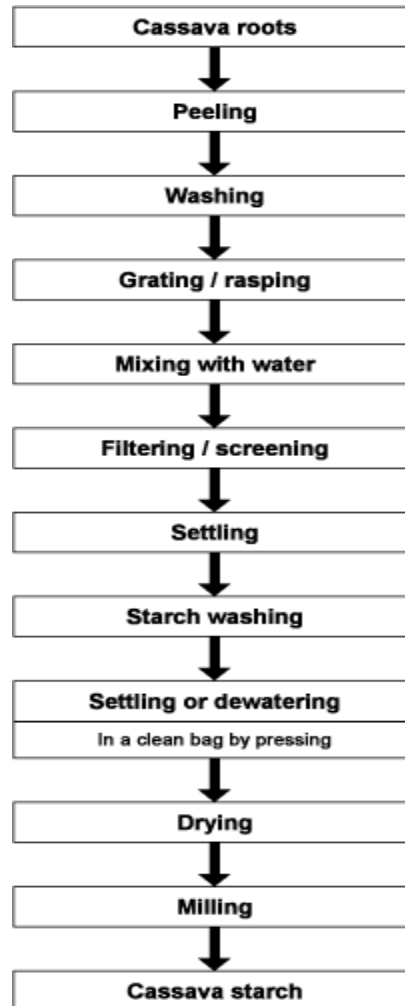 Cassava roots
Peeling
Washing
Grating / rasping
Mixing with water
Filtering / screening
Settling
Starch washing
Settling or dewatering
In a clean bag by pressing
Drying
Milling
Cassava starch